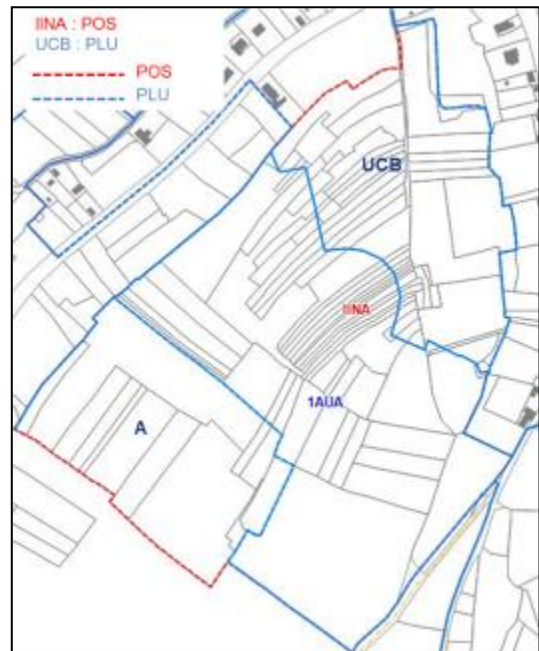 IINA : POS
UCB : PLU
POS
PLU
UCB
IINA
1AUA
A